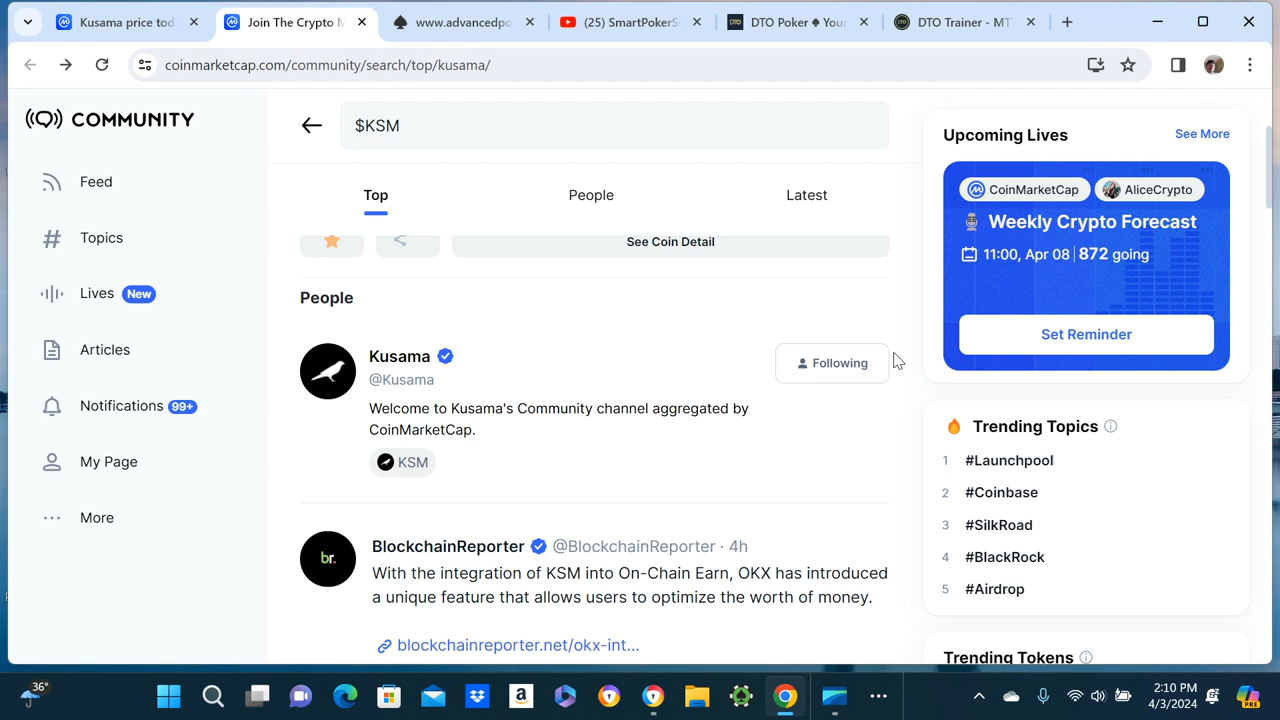 Kusama price tod
Join The Crypto M
www.advancedpo
(25) SmartPokerS
DTO Poker ♠ You
DTO Trainer - MT
coinmarketcap.com/community/search/top/kusama/
COMMUNITY
Feed
Topics
Lives New
Articles
Notifications 99+
My Page
More
$KSM
Top People Latest
See Coin Detail
People
Kusama
@Kusama
Following
Welcome to Kusama's Community channel aggregated by
CoinMarketCap.
KSM
br.
BlockchainReporter @BlockchainReporter · 4h
With the integration of KSM into On-Chain Earn, OKX has introduced
a unique feature that allows users to optimize the worth of money.
blockchainreporter.net/okx-int...
Upcoming Lives See More
CoinMarketCap AliceCrypto
Weekly Crypto Forecast
11:00, Apr 08 | 872 going
Set Reminder
Trending Topics
1 #Launchpool
2 #Coinbase
3 #SilkRoad
4 #BlackRock
5 #Airdrop
Trending Tokens
36°
2:10 PM
4/3/2024
PRE